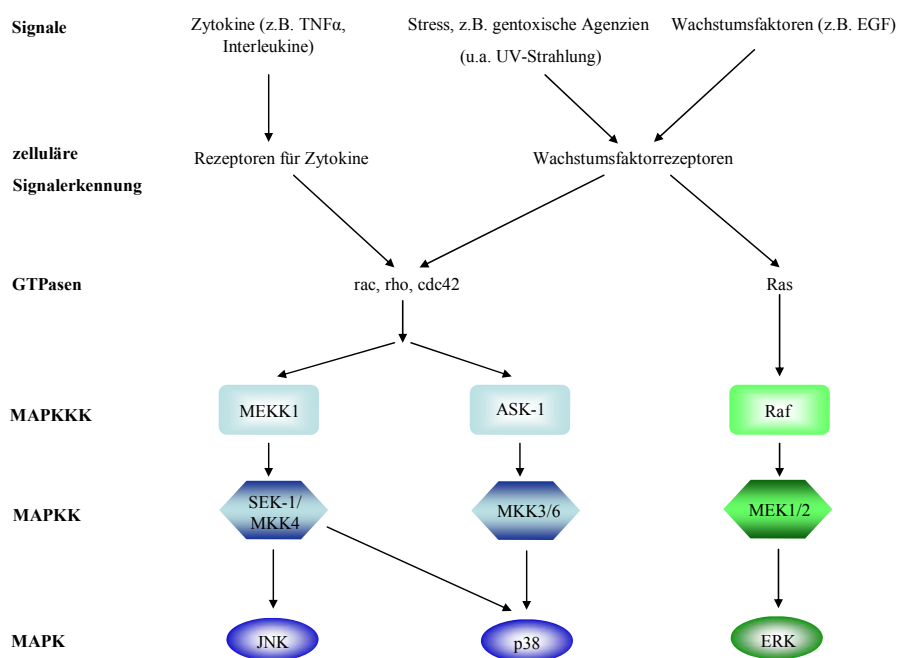 Signale
Zytokine (z.B. TNFα,
Interleukine)
Stress, z.B. gentoxische Agenzien
(u.a. UV-Strahlung)
Wachstumsfaktoren (z.B. EGF)
zelluläre
Signalerkennung
Rezeptoren für Zytokine
Wachstumsfaktorrezeptoren
GTPasen
rac, rho, cdc42
Ras
MAPKKK
MEKK1
ASK-1
Raf
MAPKK
SEK-1/
MKK4
MKK3/6
MEK1/2
MAPK
JNK
p38
ERK